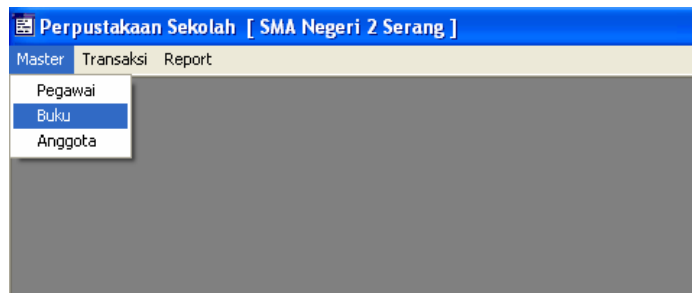 Perpustakaan Sekolah [ SMA Negeri 2 Serang ]
Master Transaksi Report
Pegawai
Buku
Anggota